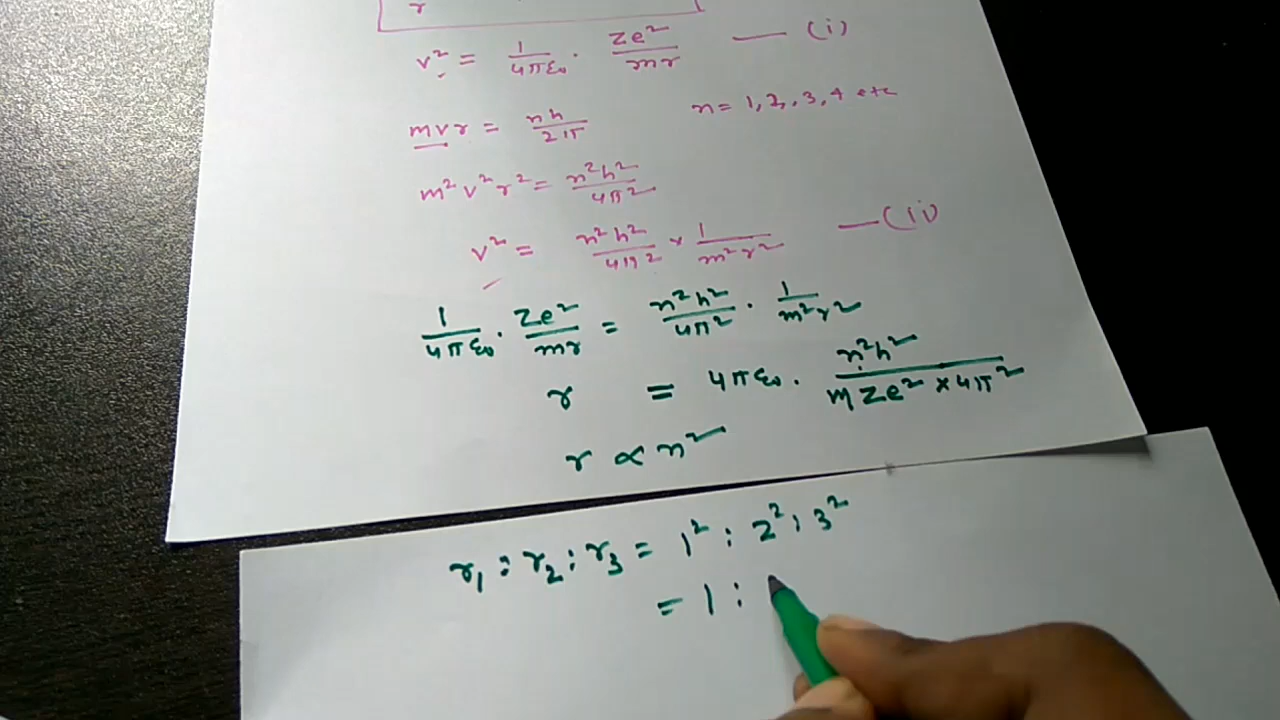 r
v² = 1/4πε₀ · Ze²/mr — (i)
mvr = nh/2π n = 1, 2, 3, 4 etc
m²v²r² = n²h²/4π²
v² = n²h²/4π² × 1/m²r² — (ii)
1/4πε₀ · Ze²/mr = n²h²/4π² · 1/m²r²
r = 4πε₀ · n²h²/mZe² × 4π²
r ∝ n²
r₁ : r₂ : r₃ = 1² : 2² : 3²
= 1 :